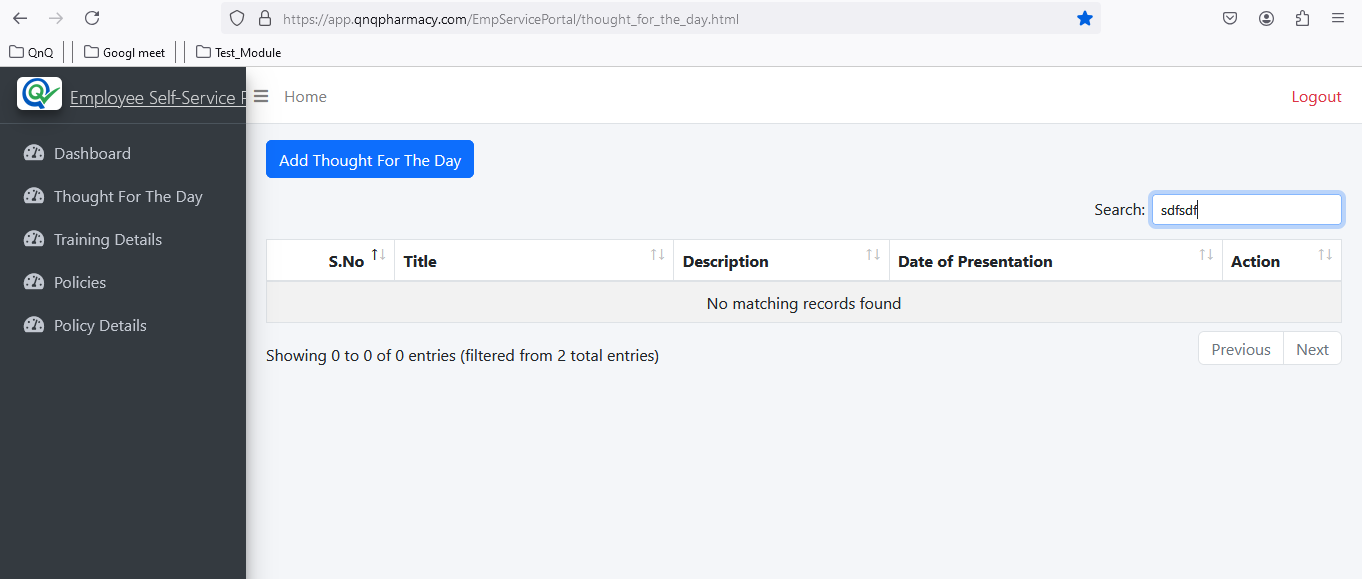 https://app.qnqpharmacy.com/EmpServicePortal/thought_for_the_day.html
QnQ Googl meet Test_Module
Employee Self-Service P
Home
Logout
Dashboard
Thought For The Day
Training Details
Policies
Policy Details
Add Thought For The Day
Search: sdfsdf
S.No Title Description Date of Presentation Action
No matching records found
Showing 0 to 0 of 0 entries (filtered from 2 total entries)
Previous Next